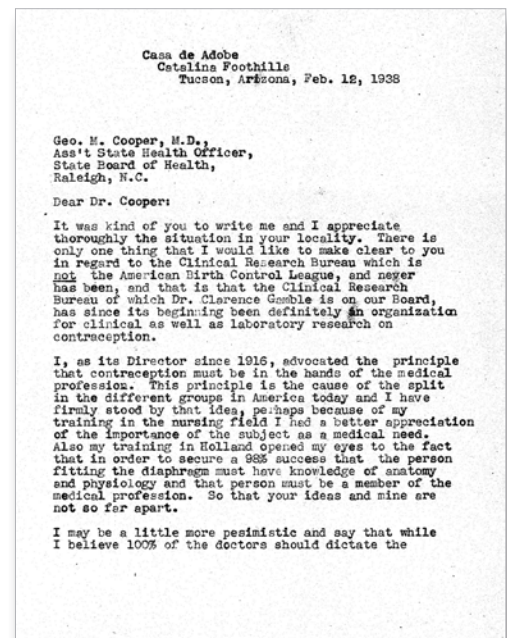 Casa de Adobe
Catalina Foothills
Tucson, Arizona, Feb. 12, 1938
Geo. M. Cooper, M.D.,
Ass't State Health Officer,
State Board of Health,
Raleigh, N.C.
Dear Dr. Cooper:
It was kind of you to write me and I appreciate
thoroughly the situation in your locality. There is
only one thing that I would like to make clear to you
in regard to the Clinical Research Bureau which is
not the American Birth Control League, and never
has been, and that is that the Clinical Research
Bureau of which Dr. Clarence Gamble is on our Board,
has since its beginning been definitely an organization
for clinical as well as laboratory research on
contraception.
I, as its Director since 1916, advocated the principle
that contraception must be in the hands of the medical
profession. This principle is the cause of the split
in the different groups in America today and I have
firmly stood by that idea, perhaps because of my
training in the nursing field I had a better appreciation
of the importance of the subject as a medical need.
Also my training in Holland opened my eyes to the fact
that in order to secure a 98% success that the person
fitting the diaphragm must have knowledge of anatomy
and physiology and that person must be a member of the
medical profession. So that your ideas and mine are
not so far apart.
I may be a little more pesimistic and say that while
I believe 100% of the doctors should dictate the